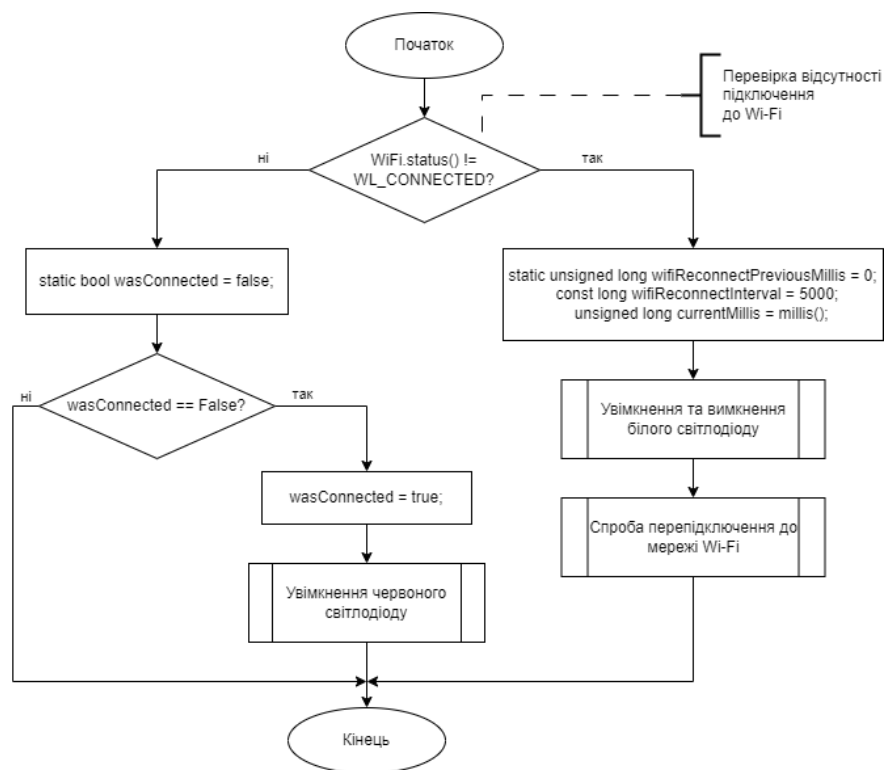 Початок
Перевірка відсутності
підключення
до Wi-Fi
ні
WiFi.status() !=
WL_CONNECTED?
так
static bool wasConnected = false;
static unsigned long wifiReconnectPreviousMillis = 0;
const long wifiReconnectInterval = 5000;
unsigned long currentMillis = millis();
ні
wasConnected == False?
так
Увімкнення та вимкнення
білого світлодіоду
wasConnected = true;
Спроба перепідключення до
мережі Wi-Fi
Увімкнення червоного
світлодіоду
Кінець